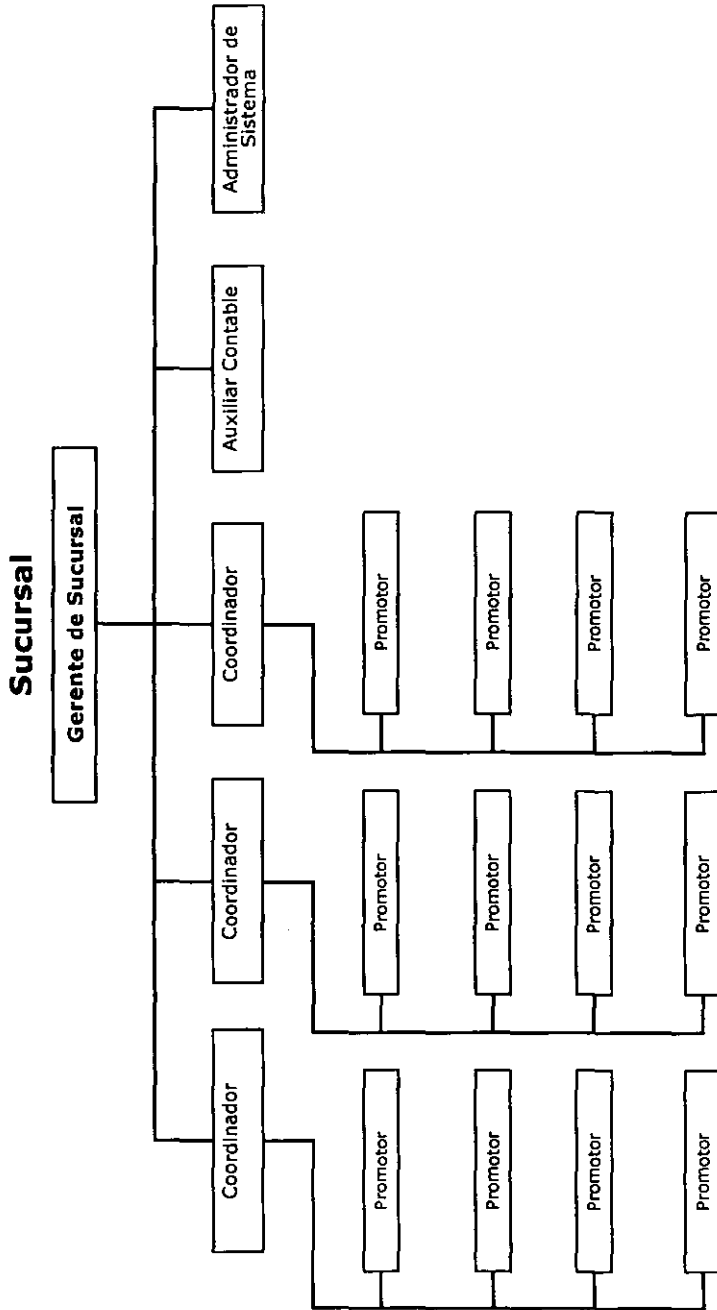 Sucursal
Gerente de Sucursal
Coordinador
Coordinador
Coordinador
Auxiliar Contable
Administrador de
Sistema
Promotor
Promotor
Promotor
Promotor
Promotor
Promotor
Promotor
Promotor
Promotor
Promotor
Promotor
Promotor